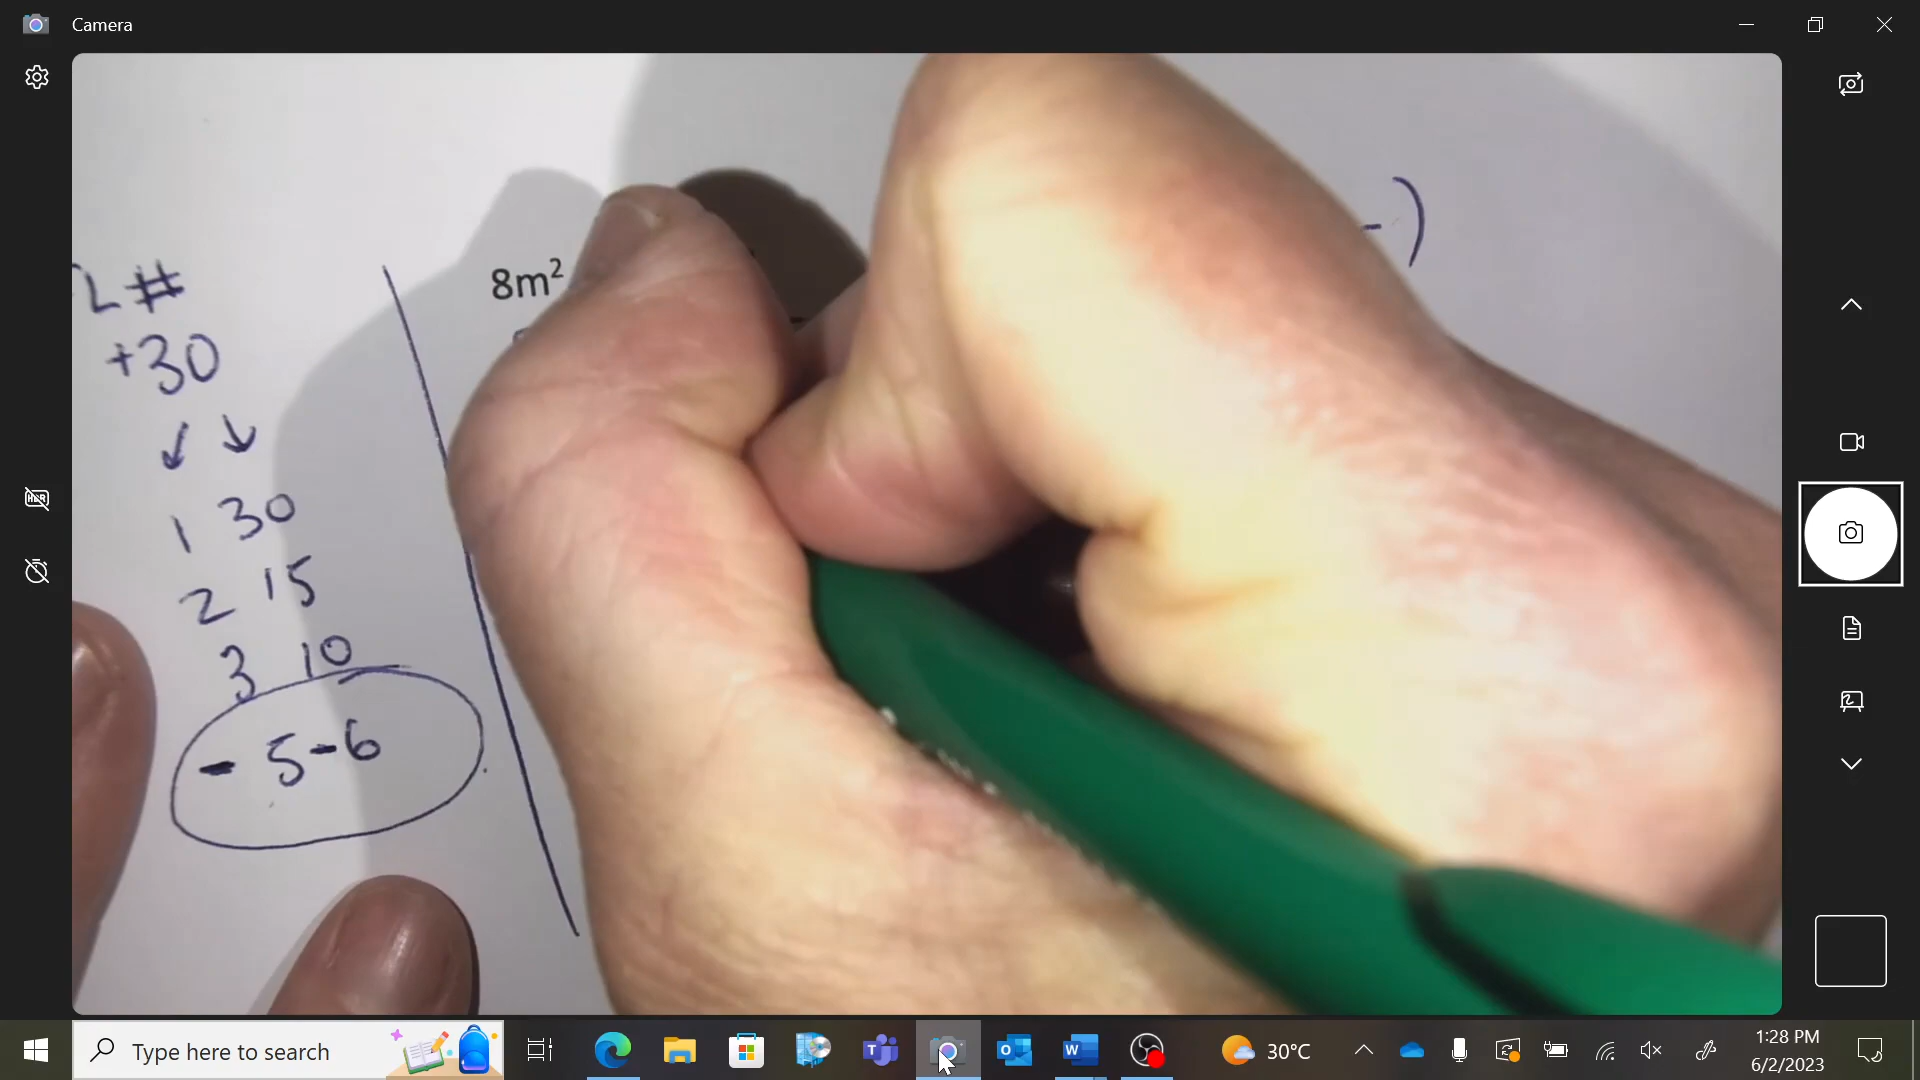 Camera
L #
+30
↙ ↘
1 30
2 15
3 10
- 5 - 6
8m²
-)
Type here to search
30°C
1:28 PM
6/2/2023